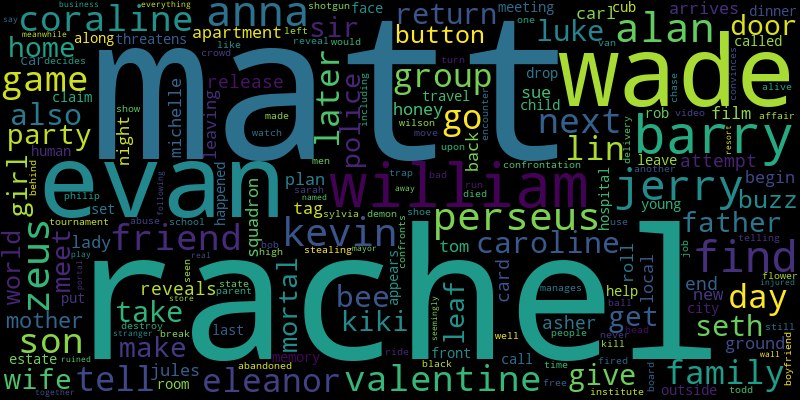 coraline anna return luke carl cub arrives dinner
say business everything shotgun face meeting one van
meanwhile along apartment left sir button alan door
home threatens crowd like reveal would drop called
game car decides matt group turn wade sue convinces
claim michelle release later travel child chase alive
also leaving police honey including encounter rob video film affair
party night show made wilson go next barry
human watch move back upon lin delivery leave attempt resort
girl behind philip plan men trap confrontation another
evan happened away bad william hospital jerry begin buzz
tournament abuse school sarah died run named young
world meet set tag sylvia demon shoe perseus use father
zeus lady following squadron kevin stealing mayor tom caroline job telling
play friend high bob confronts card roll local find
put portal real seen bee appears manages flower
mother reveals state parent mortal leaf help end new day
son take store kiki seemingly asher get ball city injured
destroy last break front people never seth still
stranger memory ride well kill head ground wall
estate ruined make jules abandoned black call time fired board family boyfriend
wife tell room eleanor valentine free give institute outside todd
together rachel